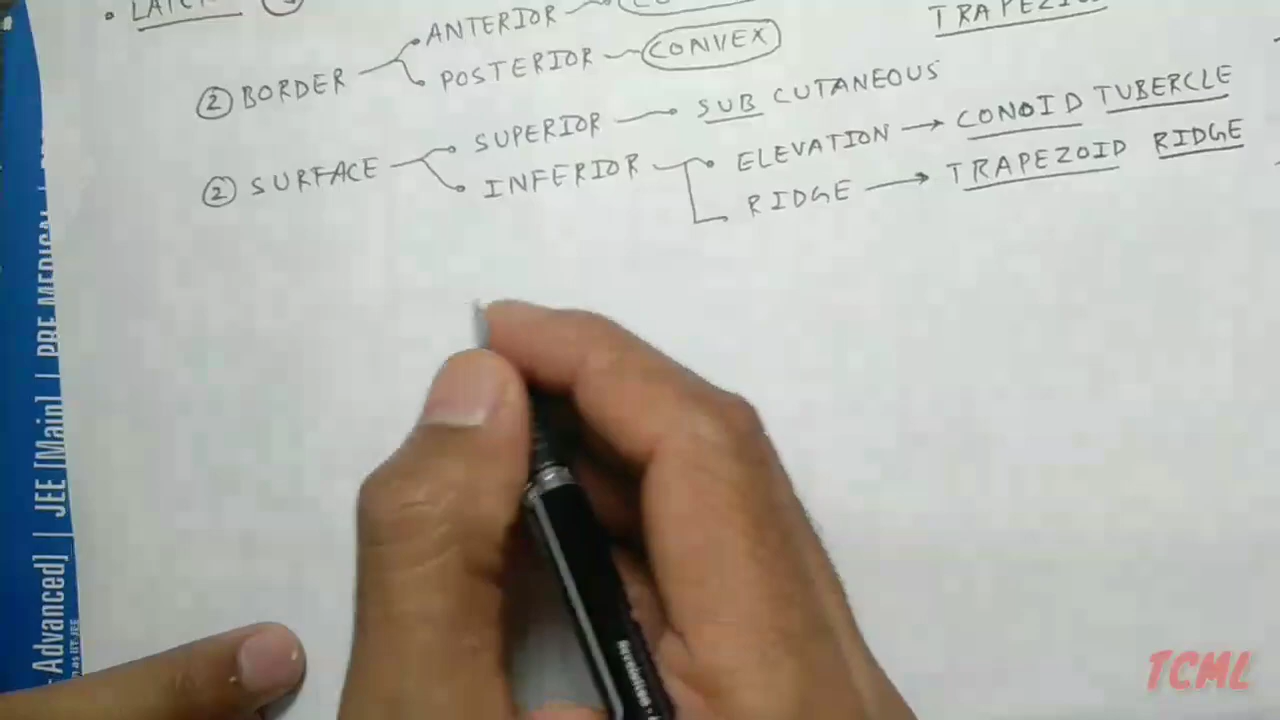 TRAPEZ
② BORDER ANTERIOR
POSTERIOR CONVEX
② SURFACE SUPERIOR SUB CUTANEOUS
INFERIOR ELEVATION → CONOID TUBERCLE
RIDGE → TRAPEZOID RIDGE
Advanced] | JEE [Main] | PRE MEDICAL
TCML